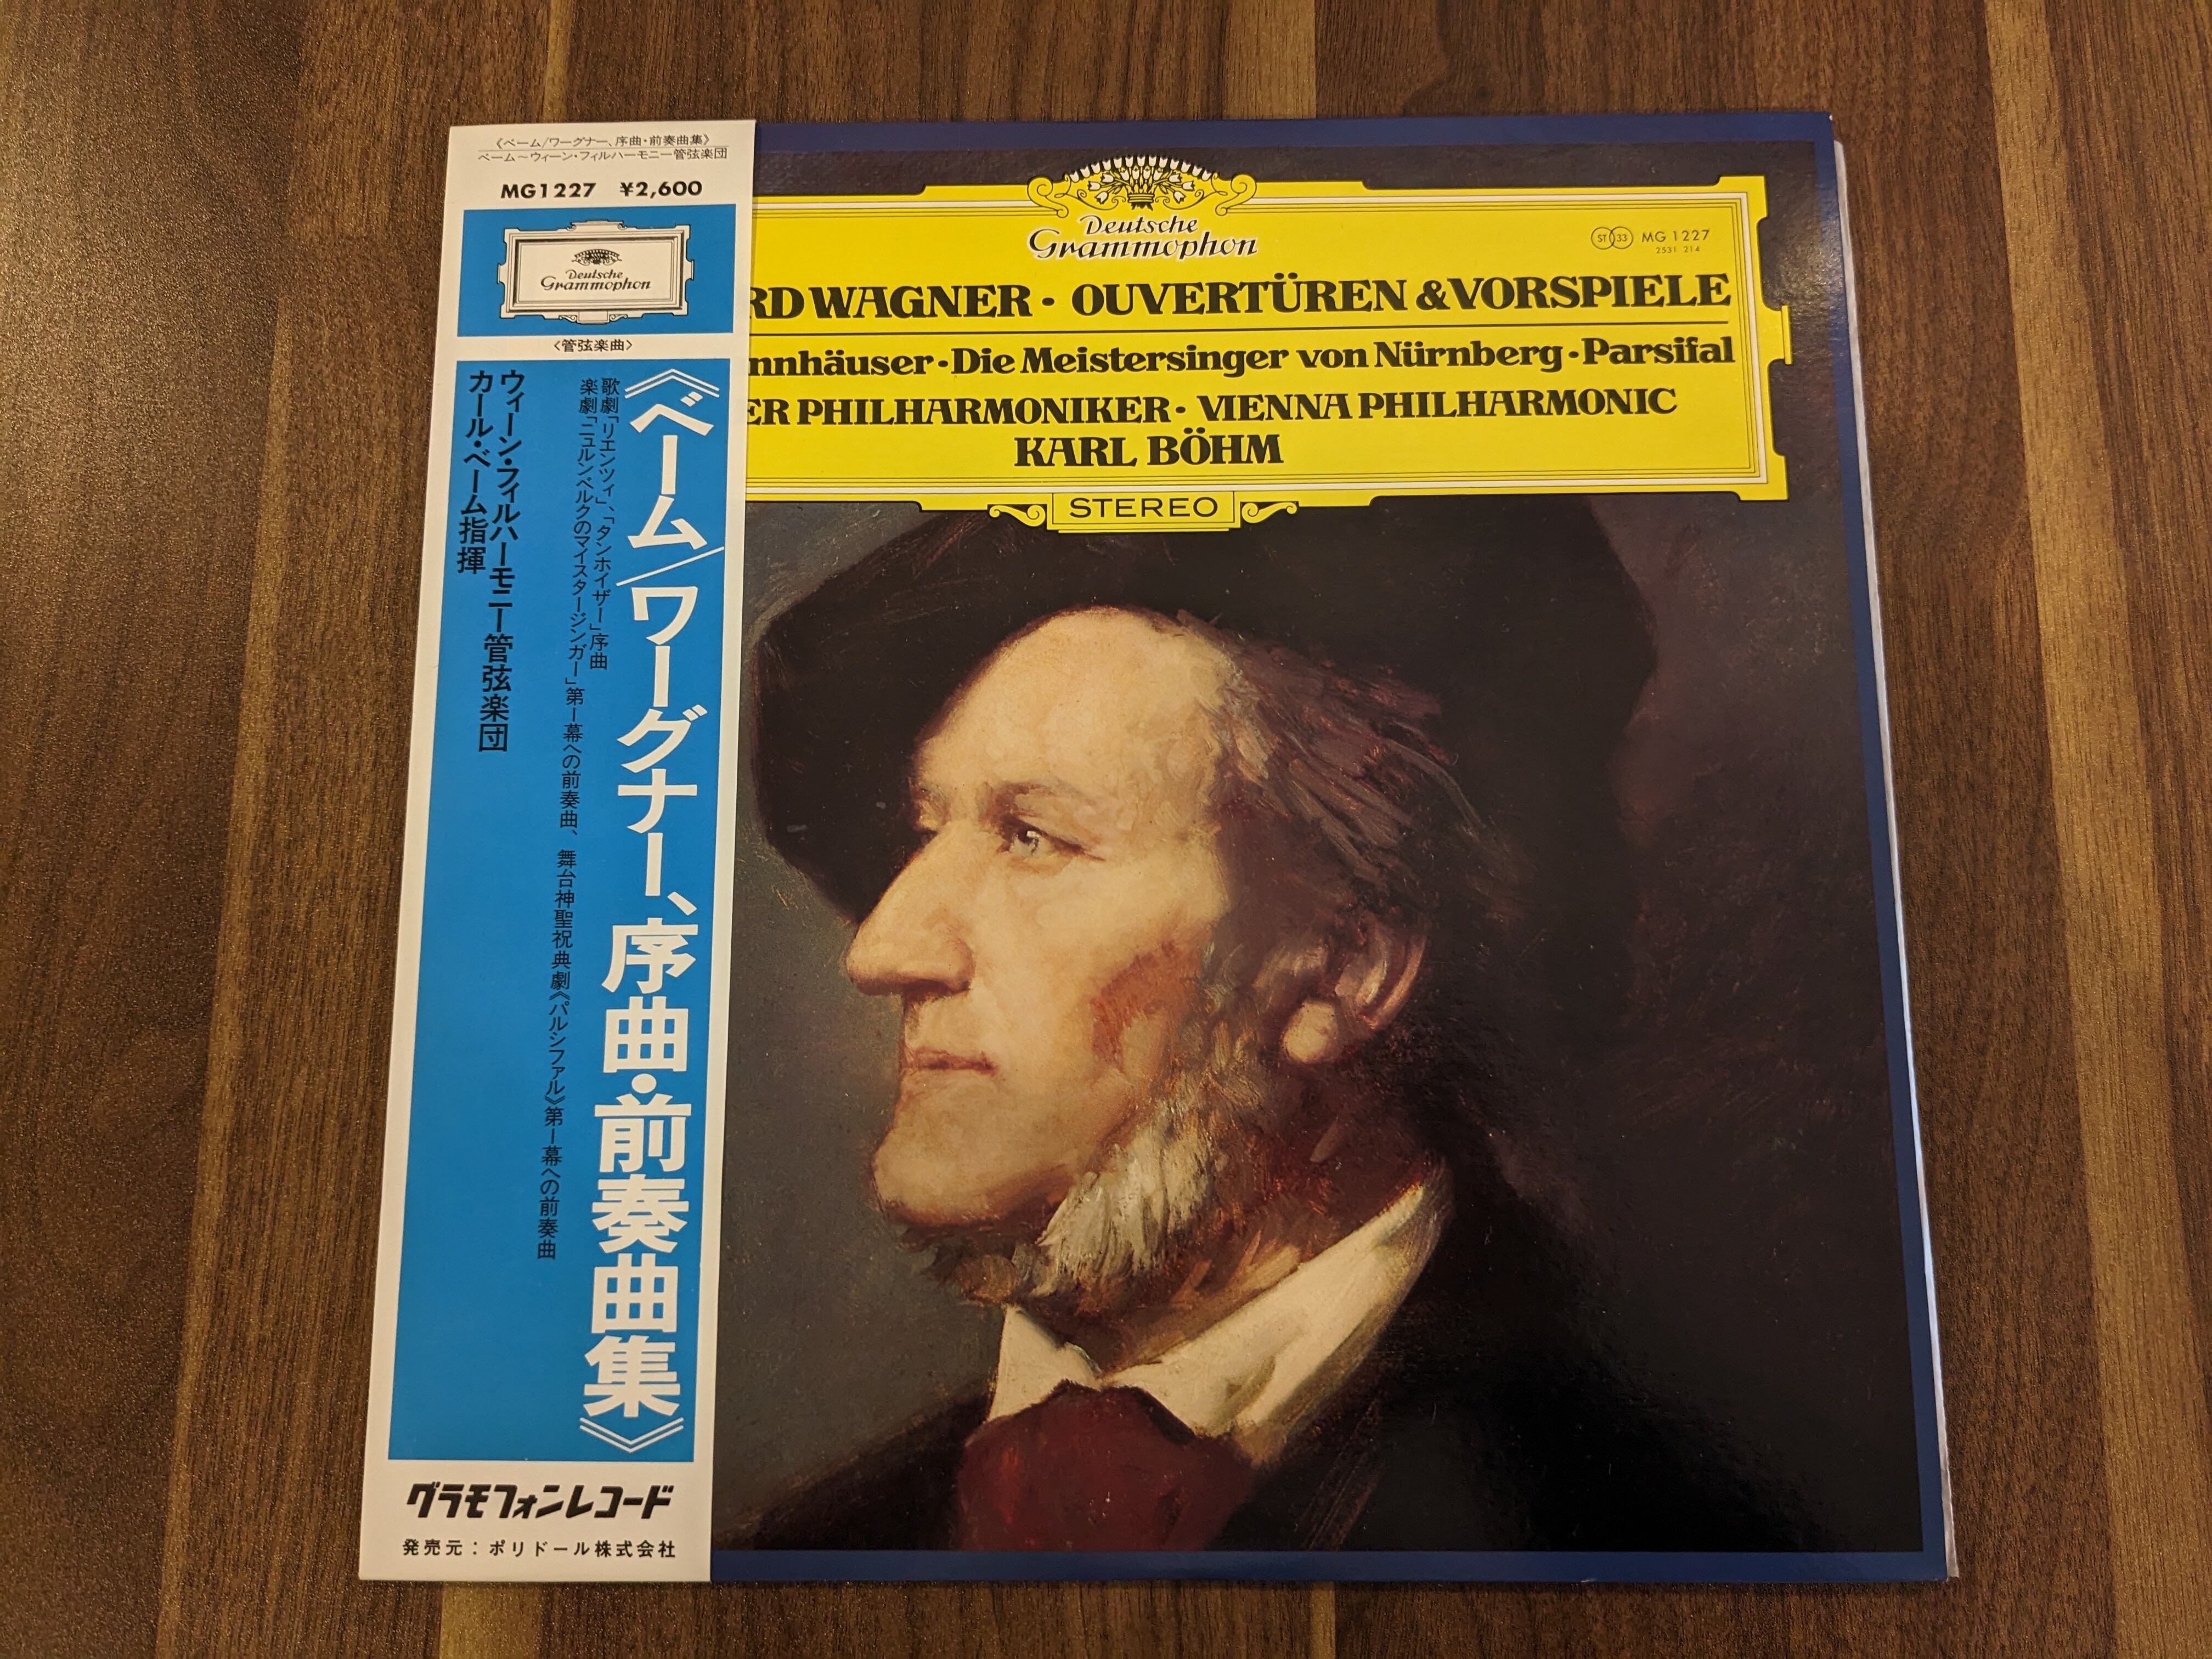 《ベーム/ワーグナー、序曲・前奏曲集》
ベーム~ウィーン・フィルハーモニー管弦楽団
MG1227 ¥2,600
Deutsche
Grammophon
〈管弦楽曲〉
《ベーム/ワーグナー、序曲・前奏曲集》
歌劇「リエンツィ」、「タンホイザー」序曲
楽劇「ニュルンベルクのマイスタージンガー」第1幕への前奏曲、舞台神聖祝典劇《パルシファル》第1幕への前奏曲
ウィーン・フィルハーモニー管弦楽団
カール・ベーム指揮
グラモフォンレコード
発売元:ポリドール株式会社
Deutsche
Grammophon
ST 33 MG 1227
2531 214
RD WAGNER · OUVERTÜREN & VORSPIELE
nnhäuser · Die Meistersinger von Nürnberg · Parsifal
ER PHILHARMONIKER · VIENNA PHILHARMONIC
KARL BÖHM
STEREO